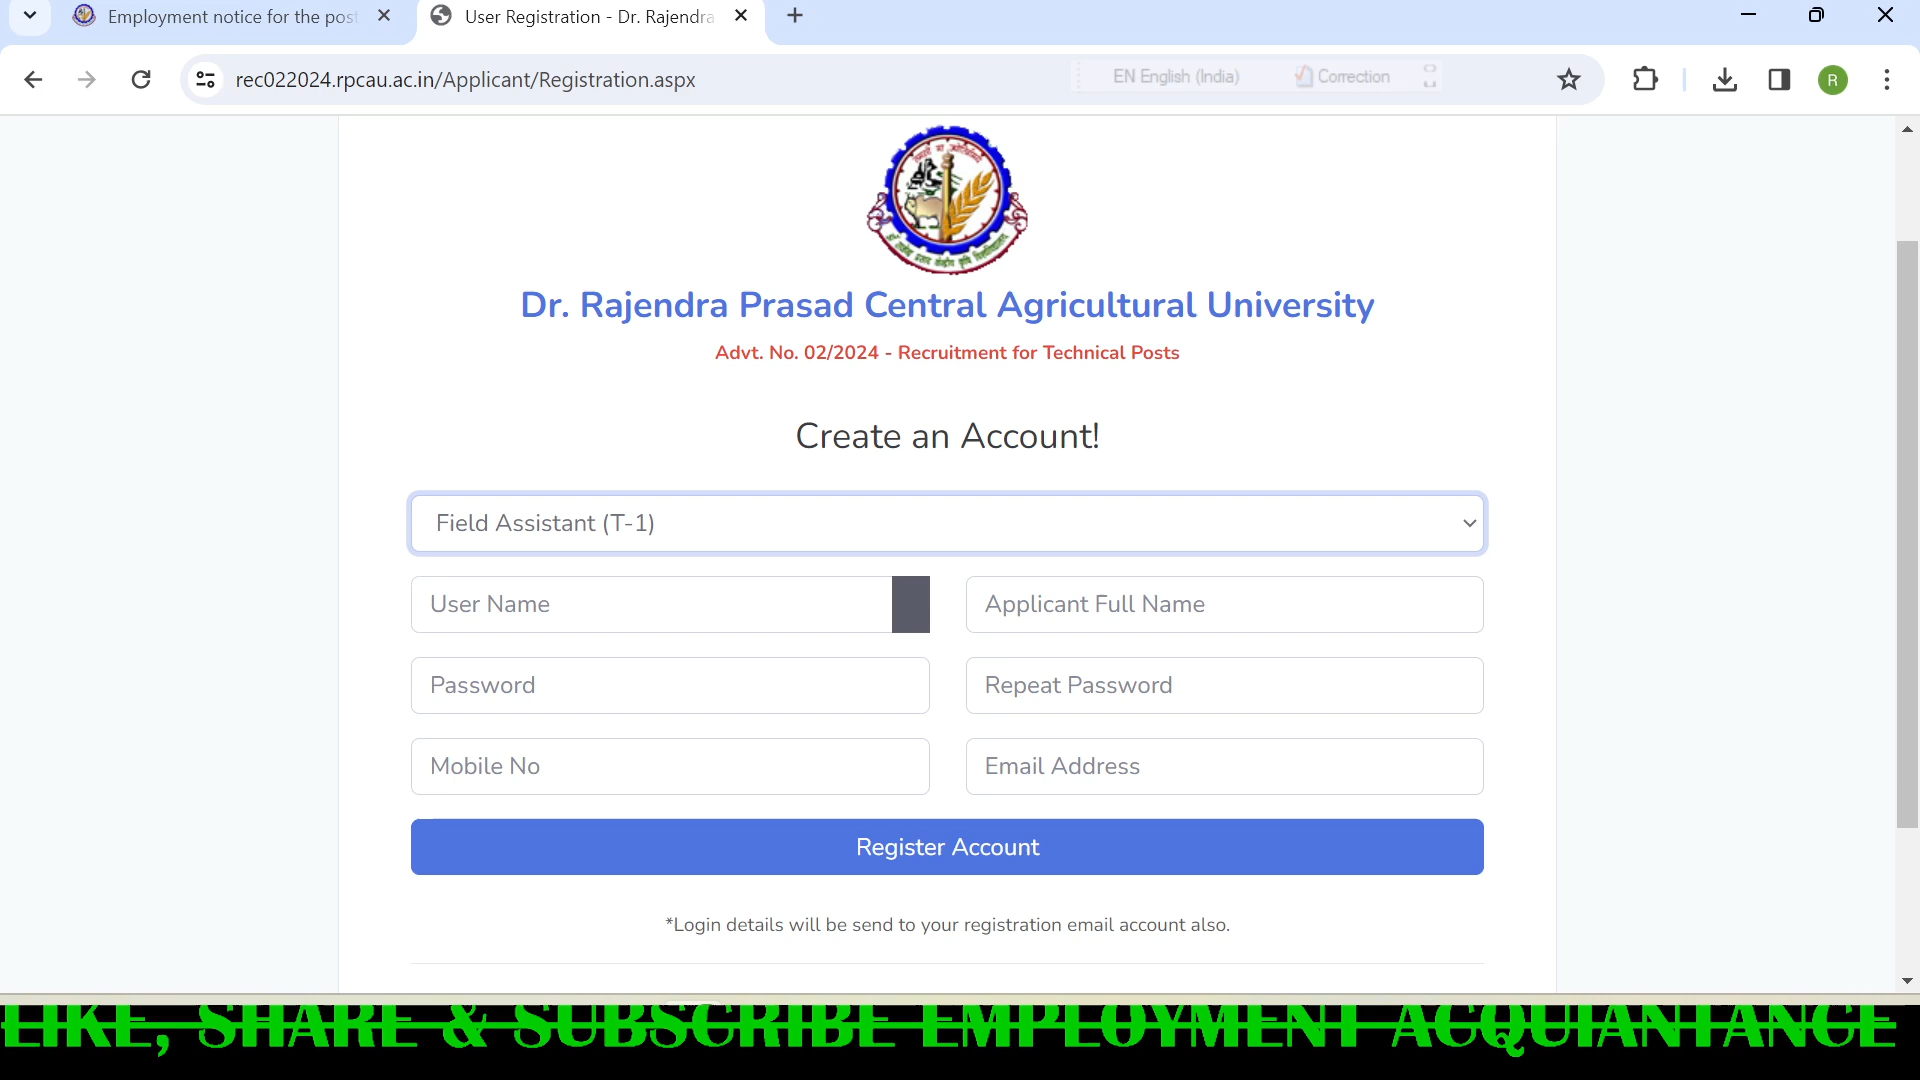 Employment notice for the post
User Registration - Dr. Rajendra
rec022024.rpcau.ac.in/Applicant/Registration.aspx
EN English (India)
Correction
R
Dr. Rajendra Prasad Central Agricultural University
Advt. No. 02/2024 - Recruitment for Technical Posts
Create an Account!
Field Assistant (T-1)
User Name
Applicant Full Name
Password
Repeat Password
Mobile No
Email Address
Register Account
*Login details will be send to your registration email account also.
LIKE, SHARE & SUBSCRIBE EMPLOYMENT ACQUIANTANCE